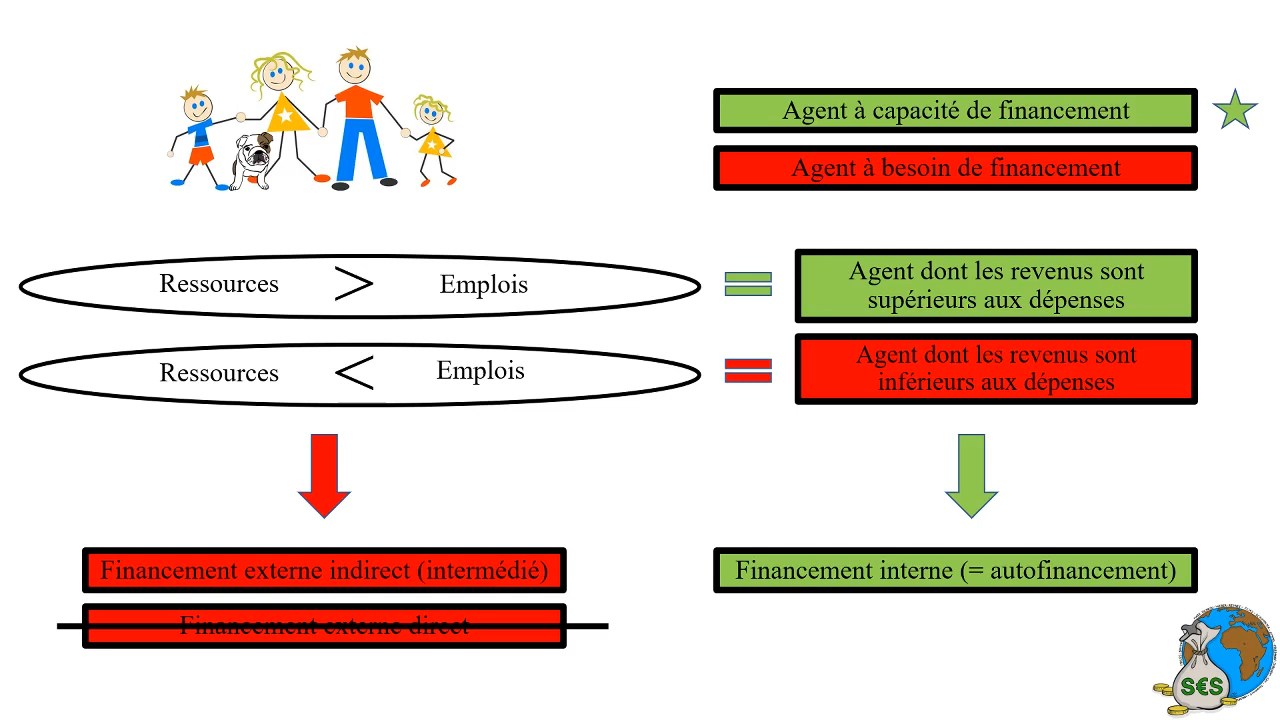 Agent à capacité de financement
Agent à besoin de financement
Ressources > Emplois
Agent dont les revenus sont
supérieurs aux dépenses
Ressources < Emplois
Agent dont les revenus sont
inférieurs aux dépenses
Financement externe indirect (intermédié)
Financement interne (= autofinancement)
Financement externe direct
S€S